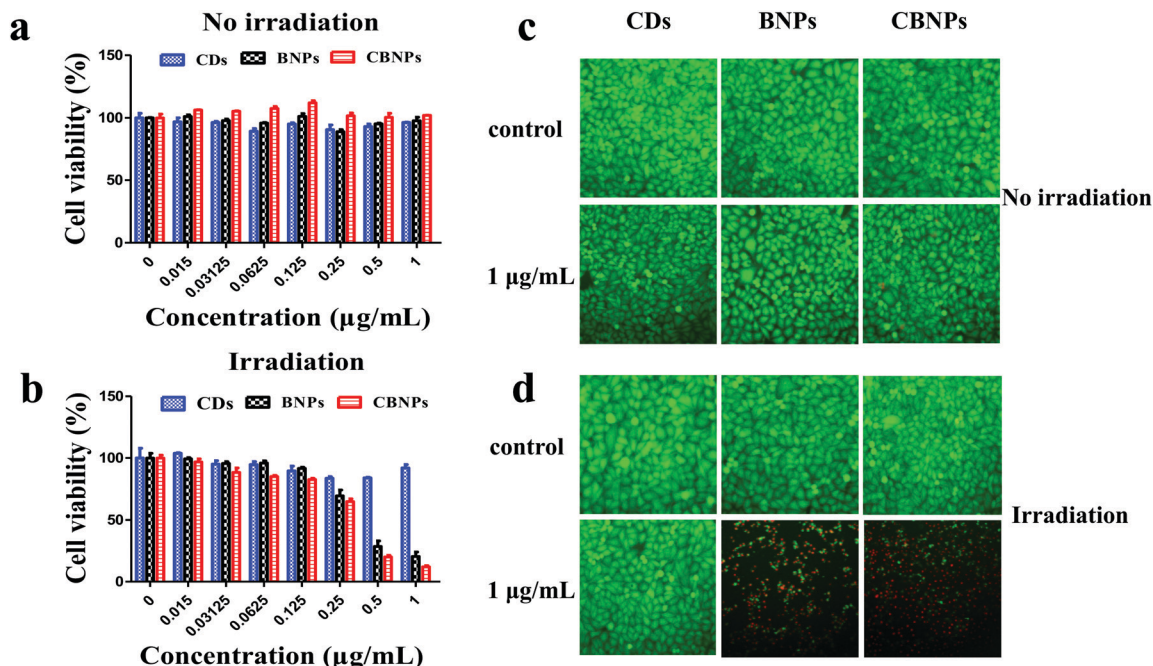 a
No irradiation
CDs BNPs CBNPs
Cell viability (%)
150
100
50
0
0 0.015 0.03125 0.0625 0.125 0.25 0.5 1
Concentration (µg/mL)
b
Irradiation
CDs BNPs CBNPs
Cell viability (%)
150
100
50
0
0 0.015 0.03125 0.0625 0.125 0.25 0.5 1
Concentration (µg/mL)
c
CDs BNPs CBNPs
control
1 µg/mL
No irradiation
d
control
1 µg/mL
Irradiation